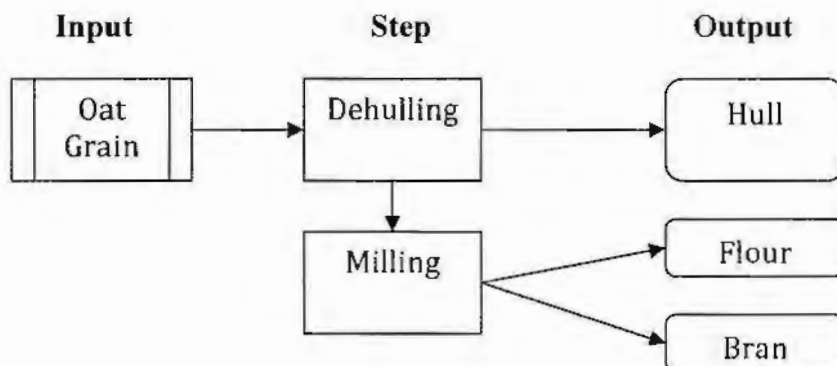 Input Step Output
Oat
Grain
Dehulling
Hull
Milling
Flour
Bran